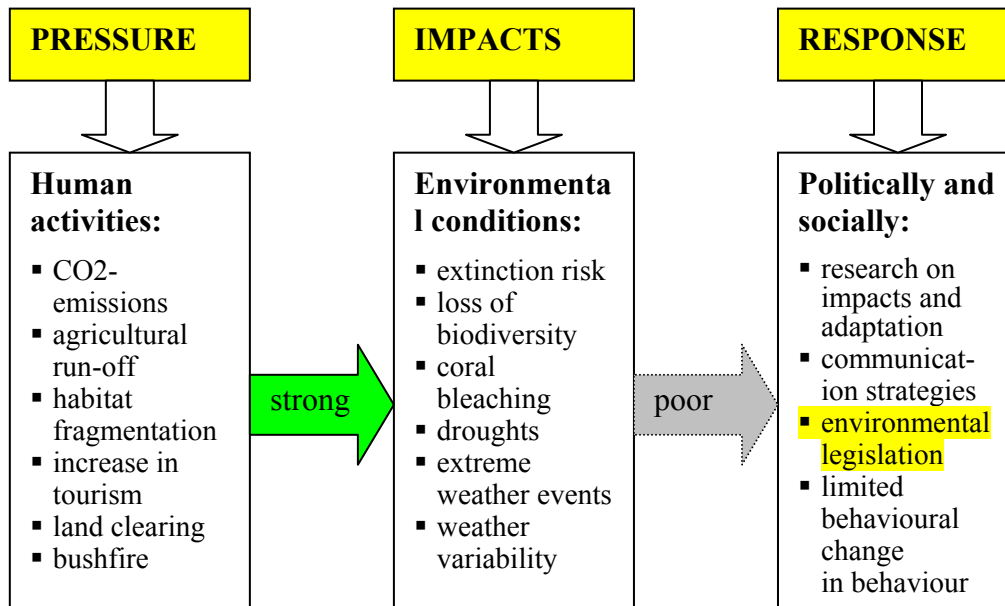 PRESSURE
IMPACTS
RESPONSE
Human
activities:
▪ CO2-
emissions
▪ agricultural
run-off
▪ habitat
fragmentation
▪ increase in
tourism
▪ land clearing
▪ bushfire
strong
Environmenta
l conditions:
▪ extinction risk
▪ loss of
biodiversity
▪ coral
bleaching
▪ droughts
▪ extreme
weather events
▪ weather
variability
poor
Politically and
socially:
▪ research on
impacts and
adaptation
▪ communicat-
ion strategies
▪ environmental
legislation
▪ limited
behavioural
change
in behaviour